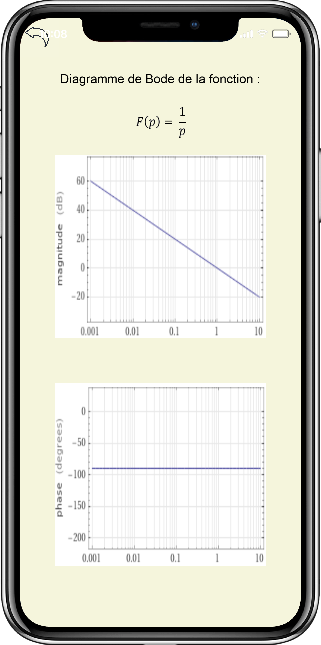 Diagramme de Bode de la fonction :
F(p) = 1/p
magnitude (dB)
60
40
20
0
−20
0.001 0.01 0.1 1 10
phase (degrees)
0
−50
−100
−150
−200
0.001 0.01 0.1 1 10